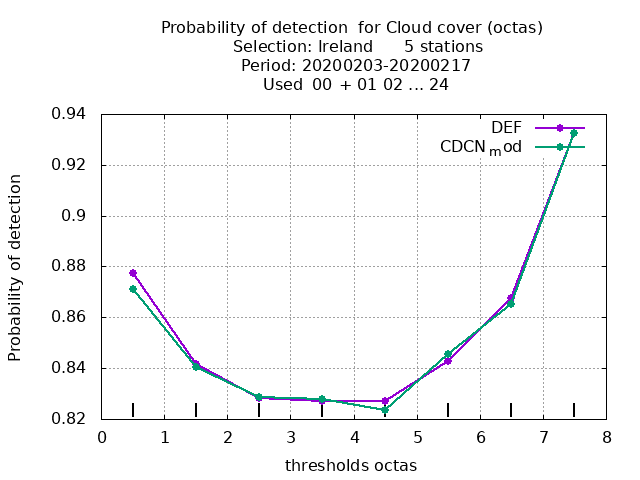 Probability of detection  for Cloud cover (octas)
Selection: Ireland      5 stations
Period: 20200203-20200217
Used  00 + 01 02 ... 24
DEF
CDCNmod
0.94
0.92
0.9
0.88
0.86
0.84
0.82
Probability of detection
0 1 2 3 4 5 6 7 8
thresholds octas